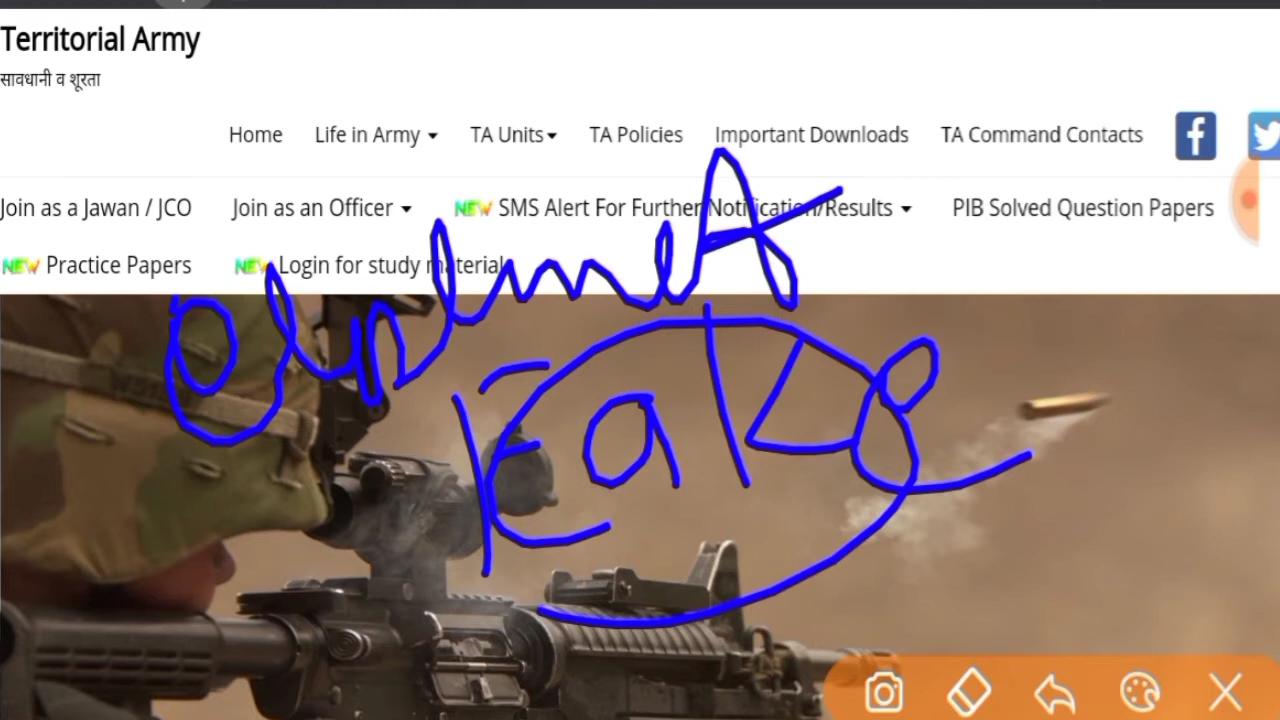 Territorial Army
सावधानी व शूरता
Home Life in Army TA Units TA Policies Important Downloads TA Command Contacts
Join as a Jawan / JCO Join as an Officer NEW SMS Alert For Further Notification/Results PIB Solved Question Papers
NEW Practice Papers NEW Login for study material
Fake